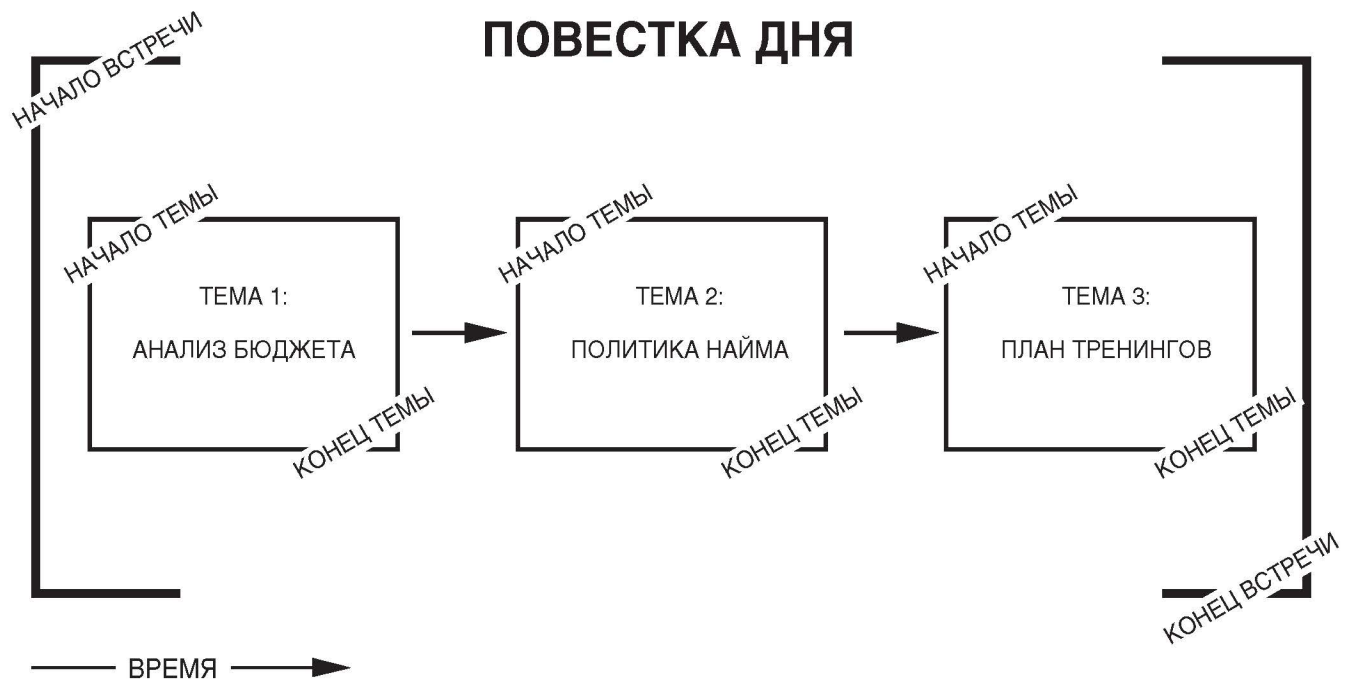 ПОВЕСТКА ДНЯ
НАЧАЛО ВСТРЕЧИ
НАЧАЛО ТЕМЫ
ТЕМА 1:
АНАЛИЗ БЮДЖЕТА
КОНЕЦ ТЕМЫ
НАЧАЛО ТЕМЫ
ТЕМА 2:
ПОЛИТИКА НАЙМА
КОНЕЦ ТЕМЫ
НАЧАЛО ТЕМЫ
ТЕМА 3:
ПЛАН ТРЕНИНГОВ
КОНЕЦ ТЕМЫ
КОНЕЦ ВСТРЕЧИ
ВРЕМЯ